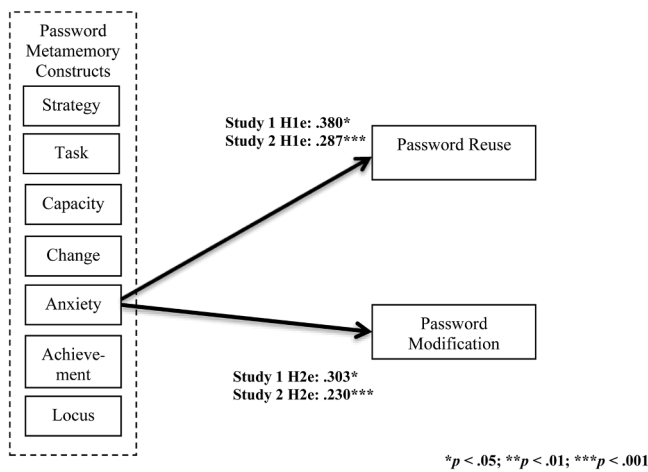 Password
Metamemory
Constructs
Strategy
Task
Capacity
Change
Anxiety
Achieve-
ment
Locus
Study 1 H1e: .380*
Study 2 H1e: .287***
Password Reuse
Password
Modification
Study 1 H2e: .303*
Study 2 H2e: .230***
*p < .05; **p < .01; ***p < .001